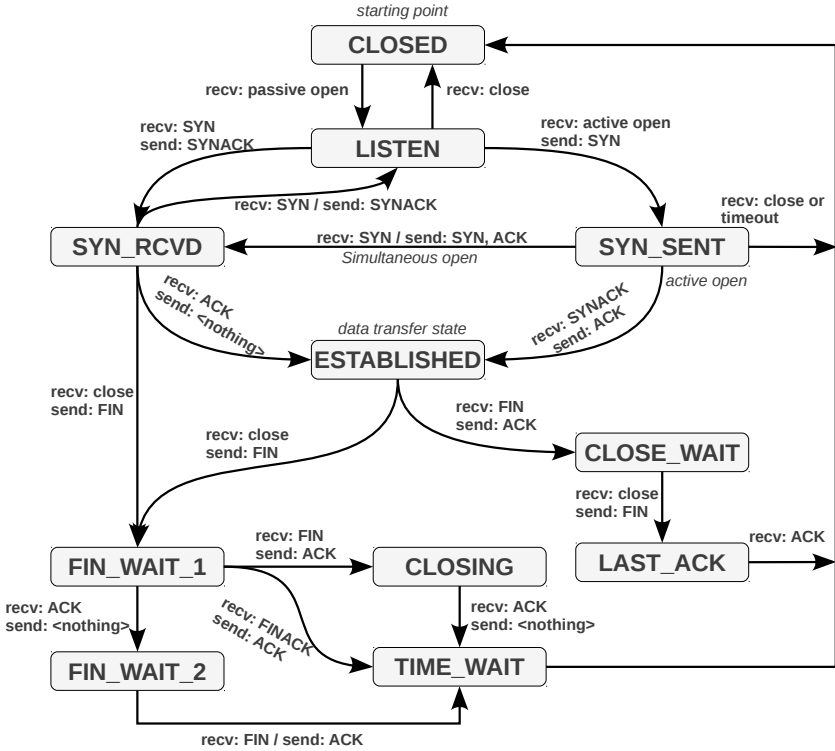 starting point
CLOSED
recv: passive open
recv: close
recv: SYN
send: SYNACK
LISTEN
recv: active open
send: SYN
recv: SYN / send: SYNACK
recv: close or
timeout
SYN_RCVD
recv: SYN / send: SYN, ACK
Simultaneous open
SYN_SENT
active open
recv: ACK
send: <nothing>
recv: SYNACK
send: ACK
data transfer state
ESTABLISHED
recv: close
send: FIN
recv: close
send: FIN
recv: FIN
send: ACK
CLOSE_WAIT
recv: close
send: FIN
FIN_WAIT_1
recv: FIN
send: ACK
CLOSING
LAST_ACK
recv: ACK
recv: ACK
send: <nothing>
recv: FINACK
send: ACK
recv: ACK
send: <nothing>
FIN_WAIT_2
TIME_WAIT
recv: FIN / send: ACK